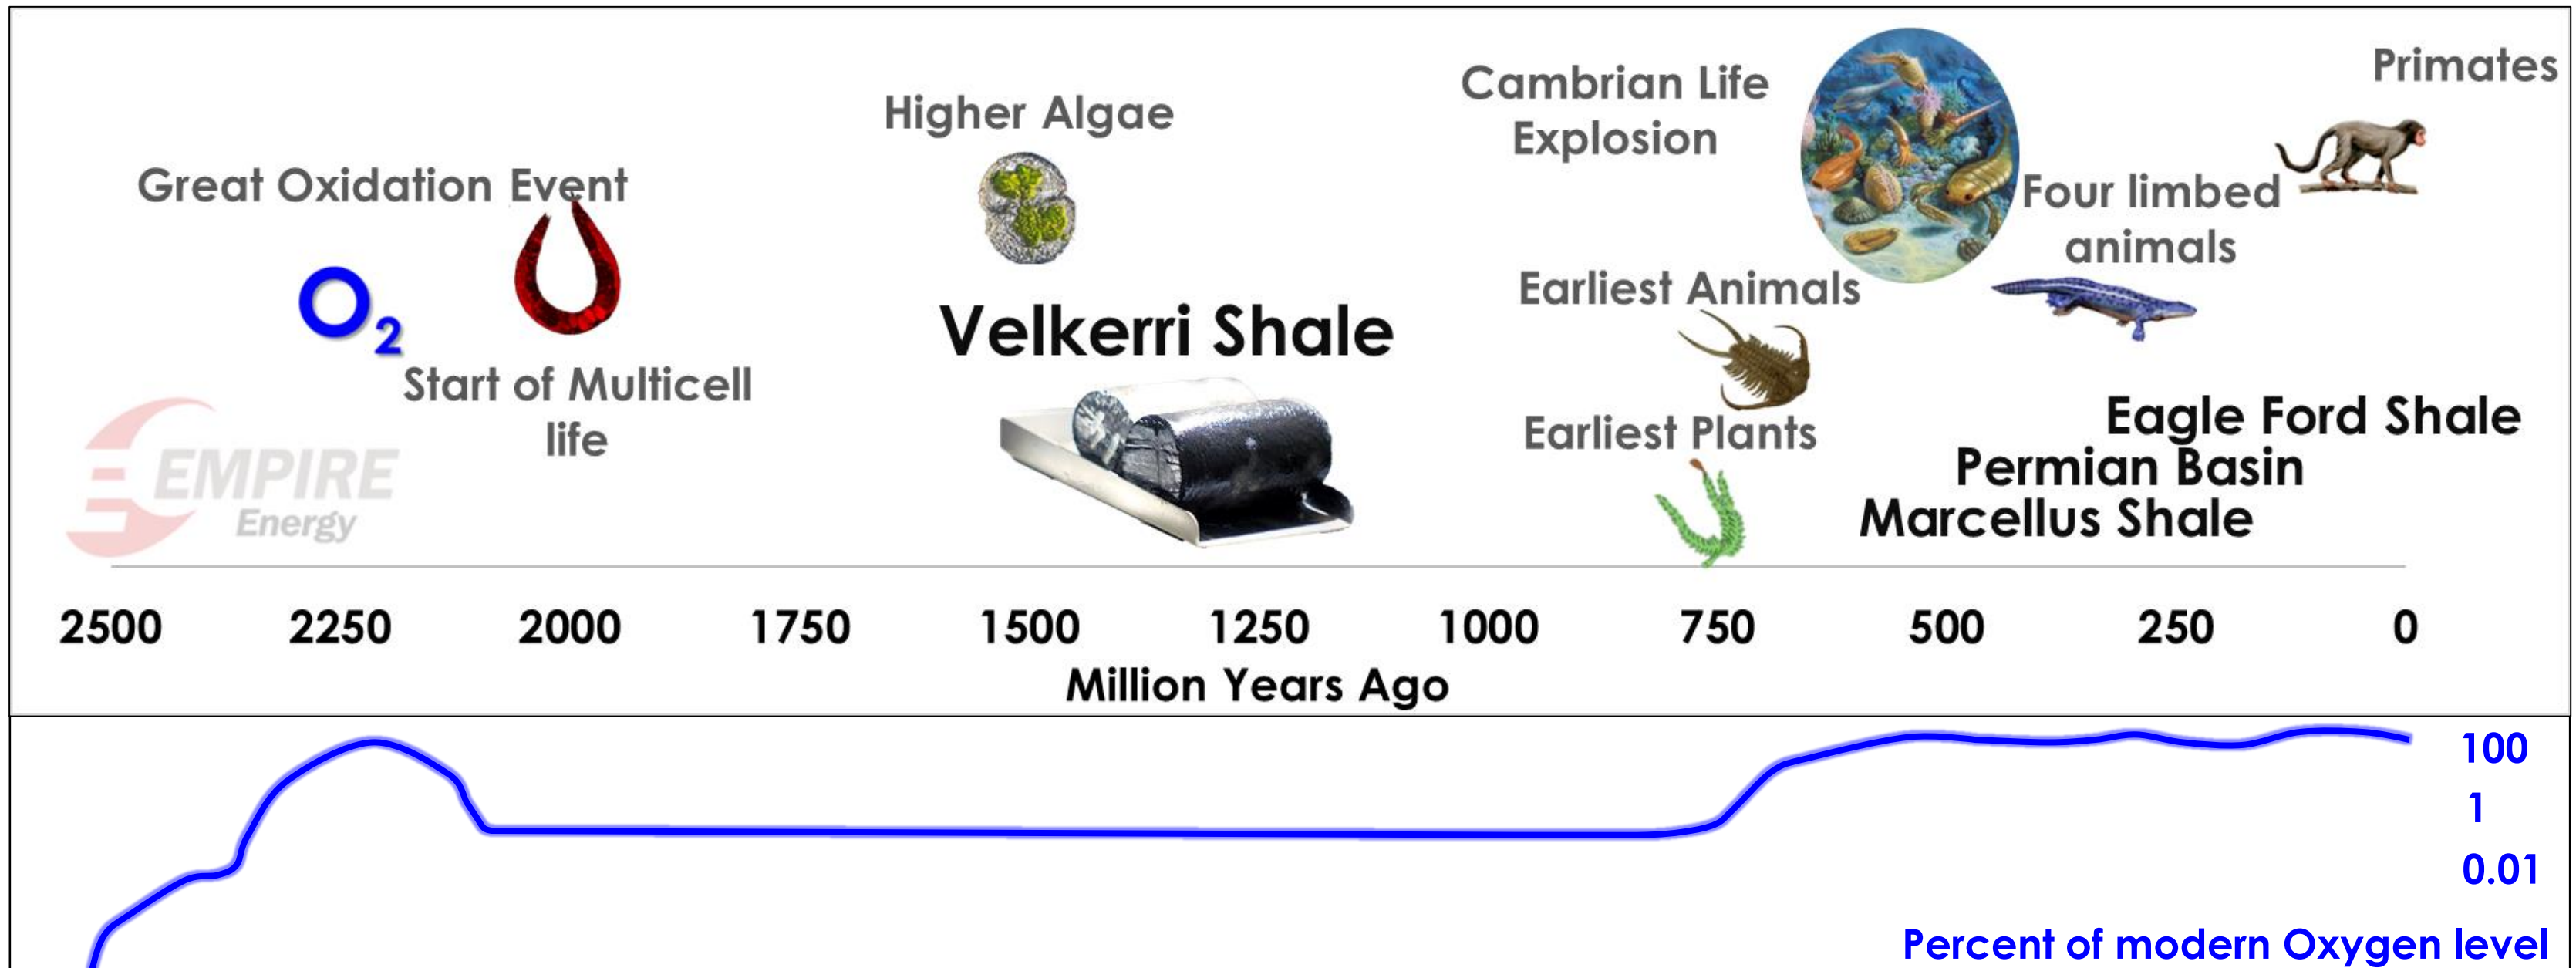 Primates
Cambrian Life
Explosion
Higher Algae
Great Oxidation Event
Four limbed
animals
O2
Earliest Animals
Velkerri Shale
Start of Multicell
life
Earliest Plants
Eagle Ford Shale
Permian Basin
Marcellus Shale
EMPIRE
Energy
2500 2250 2000 1750 1500 1250 1000 750 500 250 0
Million Years Ago
100
1
0.01
Percent of modern Oxygen level